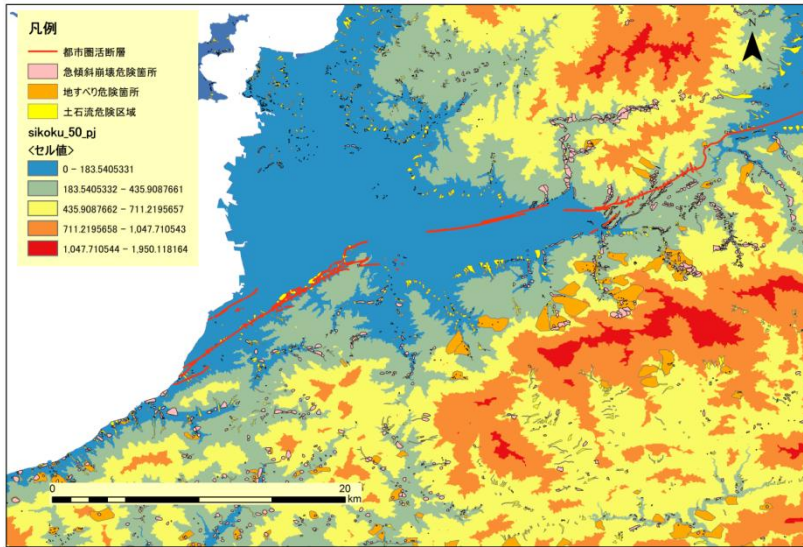 凡例
都市圏活断層
急傾斜崩壊危険箇所
地すべり危険箇所
土石流危険区域
sikoku_50_pj
<セル値>
0 - 183.5405331
183.5405332 - 435.9087661
435.9087662 - 711.2195657
711.2195658 - 1,047.710543
1,047.710544 - 1,950.118164
N
20
km